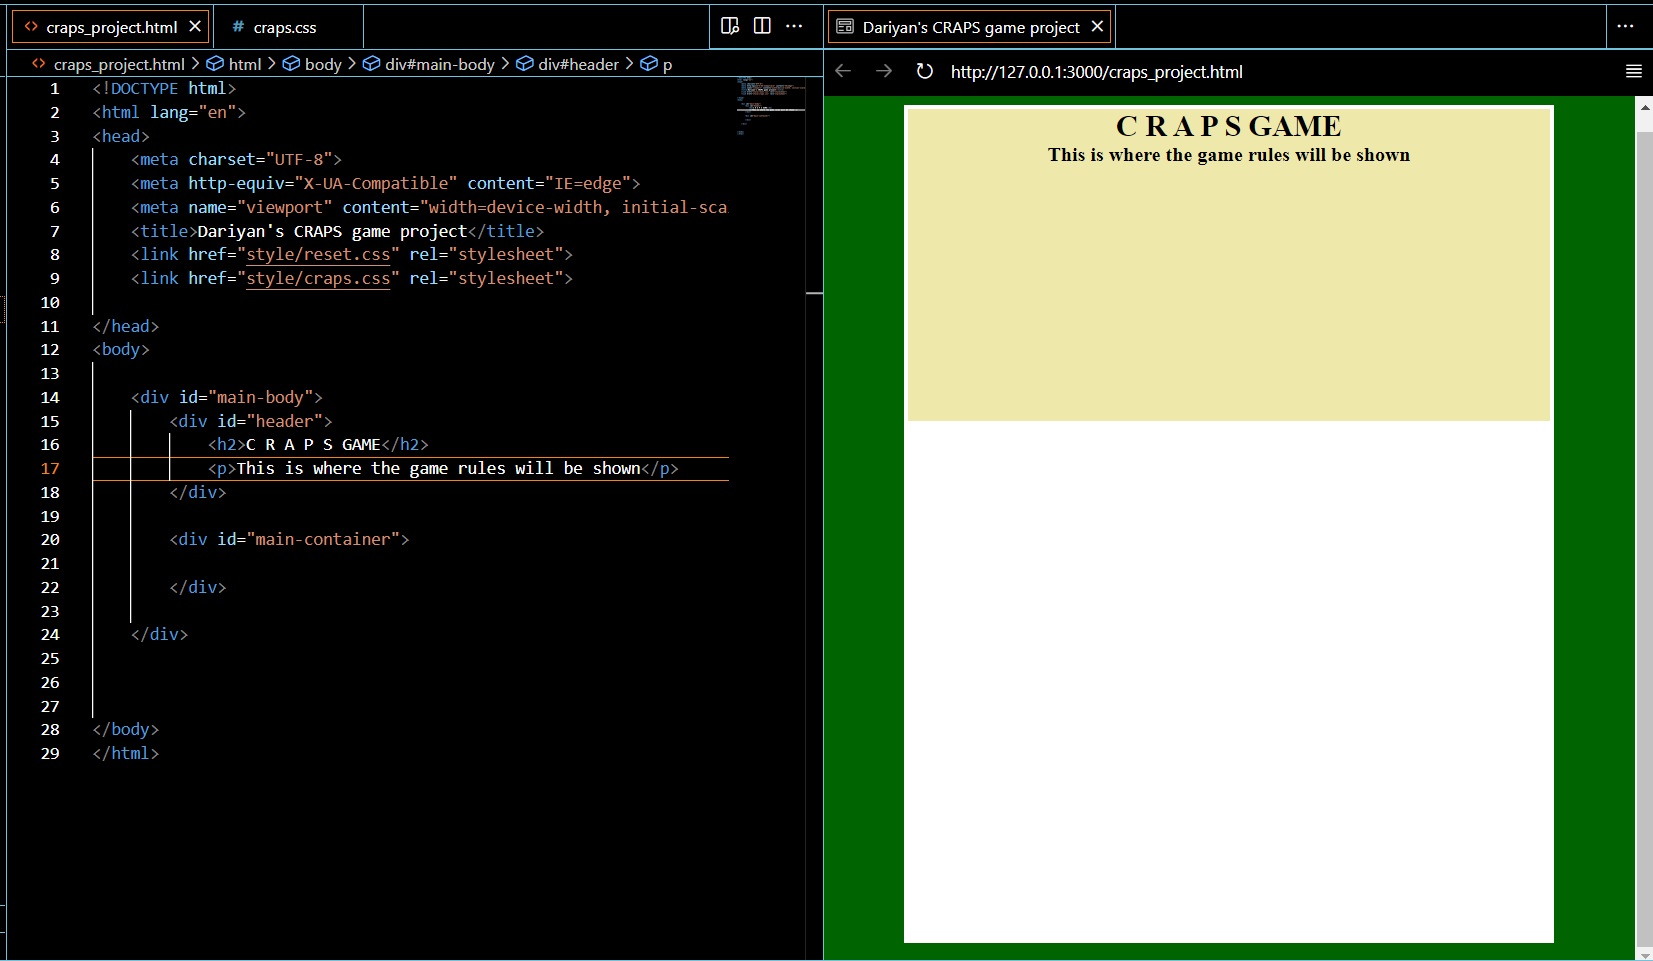 craps_project.html
# craps.css
craps_project.html > html > body > div#main-body > div#header > p
1 <!DOCTYPE html>
2 <html lang="en">
3 <head>
4 <meta charset="UTF-8">
5 <meta http-equiv="X-UA-Compatible" content="IE=edge">
6 <meta name="viewport" content="width=device-width, initial-sca
7 <title>Dariyan's CRAPS game project</title>
8 <link href="style/reset.css" rel="stylesheet">
9 <link href="style/craps.css" rel="stylesheet">
10
11 </head>
12 <body>
13
14 <div id="main-body">
15 <div id="header">
16 <h2>C R A P S GAME</h2>
17 <p>This is where the game rules will be shown</p>
18 </div>
19
20 <div id="main-container">
21
22 </div>
23
24 </div>
25
26
27
28 </body>
29 </html>
Dariyan's CRAPS game project
http://127.0.0.1:3000/craps_project.html
C R A P S GAME
This is where the game rules will be shown